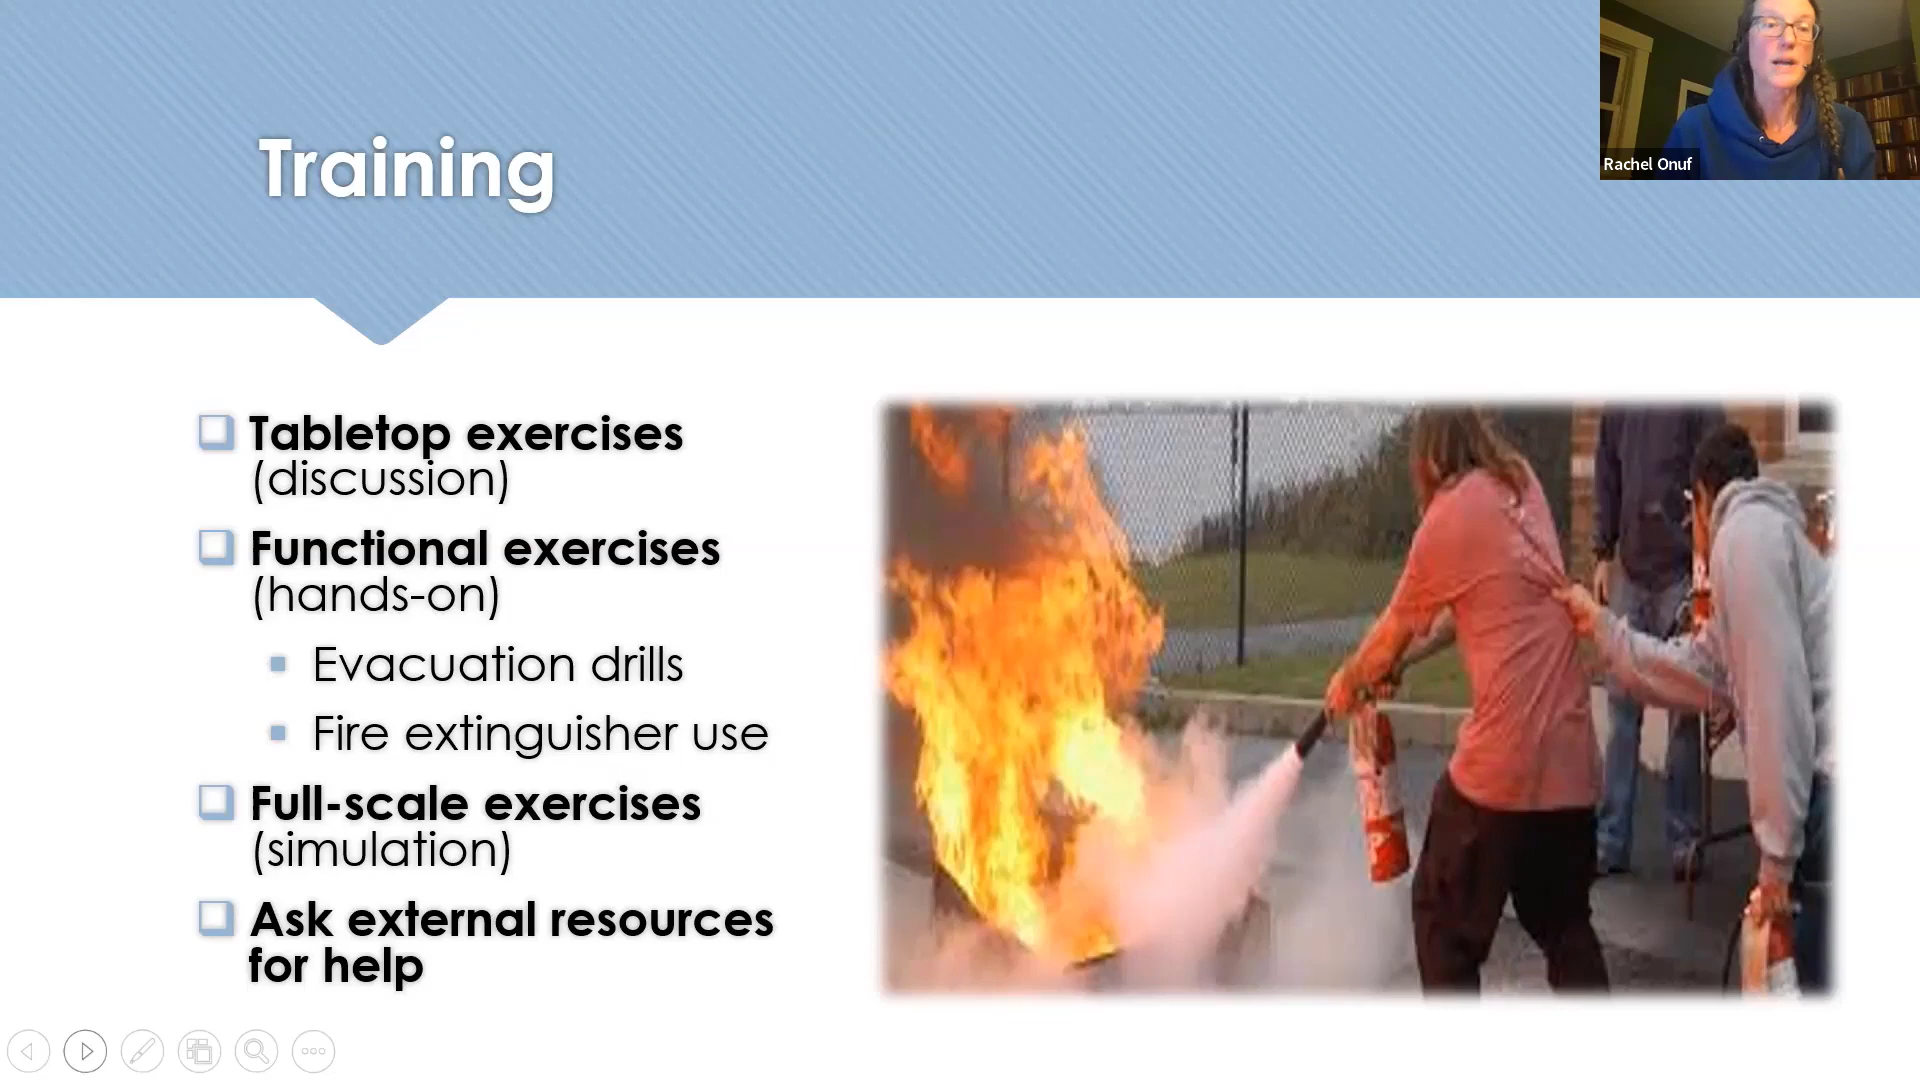 Training
Rachel Onuf
Tabletop exercises
(discussion)
Functional exercises
(hands-on)
Evacuation drills
Fire extinguisher use
Full-scale exercises
(simulation)
Ask external resources
for help